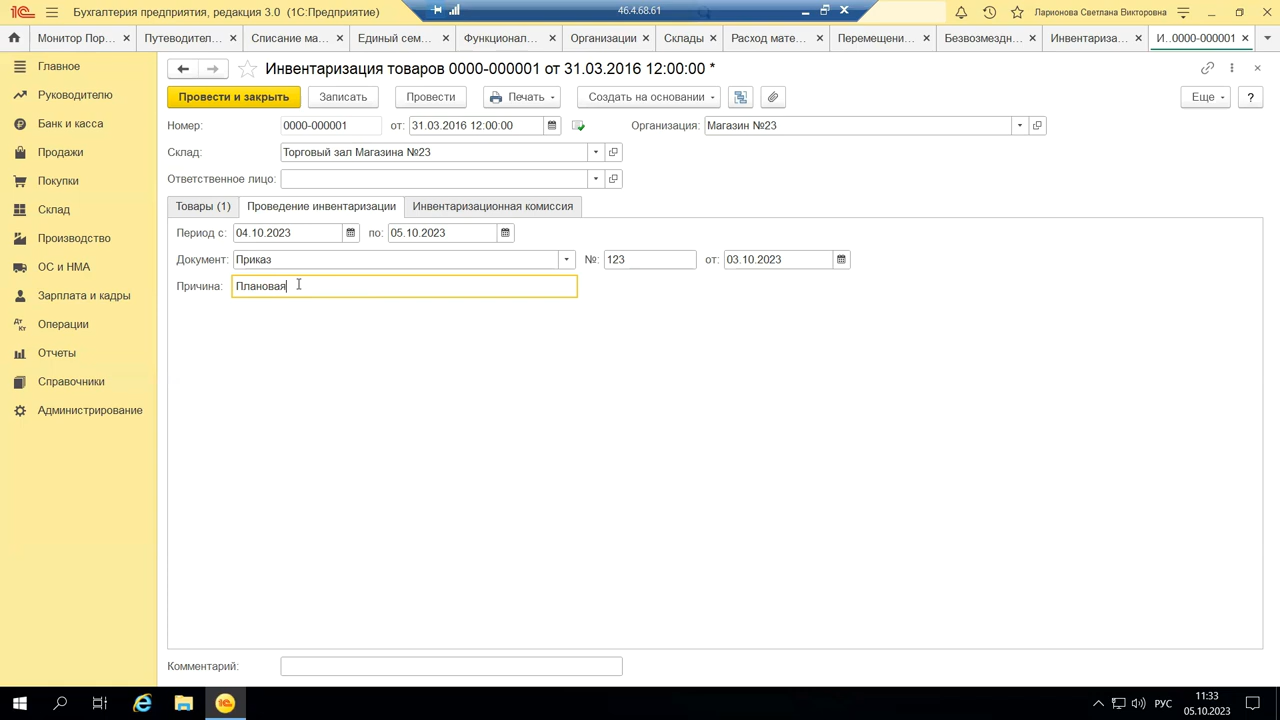 Бухгалтерия предприятия, редакция 3.0 (1С:Предприятие)
46.4.68.61
Ларионова Светлана Викторовна
Монитор Пор...
Путеводител...
Списание ма...
Единый сем...
Функционал...
Организации
Склады
Расход мате...
Перемещени...
Безвозмездн...
Инвентариза...
И..0000-000001
Главное
Руководителю
Банк и касса
Продажи
Покупки
Склад
Производство
ОС и НМА
Зарплата и кадры
Операции
Отчеты
Справочники
Администрирование
Инвентаризация товаров 0000-000001 от 31.03.2016 12:00:00 *
Провести и закрыть
Записать
Провести
Печать
Создать на основании
Еще
?
Номер: 0000-000001 от: 31.03.2016 12:00:00 Организация: Магазин №23
Склад: Торговый зал Магазина №23
Ответственное лицо:
Товары (1)
Проведение инвентаризации
Инвентаризационная комиссия
Период с: 04.10.2023 по: 05.10.2023
Документ: Приказ №: 123 от: 03.10.2023
Причина: Плановая
Комментарий:
РУС
11:33
05.10.2023